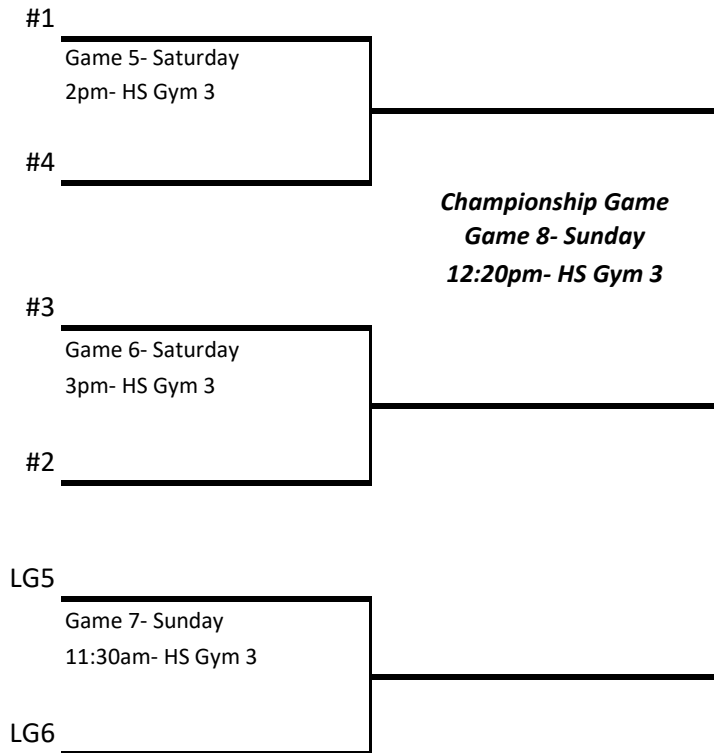 #1
Game 5- Saturday
2pm- HS Gym 3
#4
Championship Game
Game 8- Sunday
12:20pm- HS Gym 3
#3
Game 6- Saturday
3pm- HS Gym 3
#2
LG5
Game 7- Sunday
11:30am- HS Gym 3
LG6